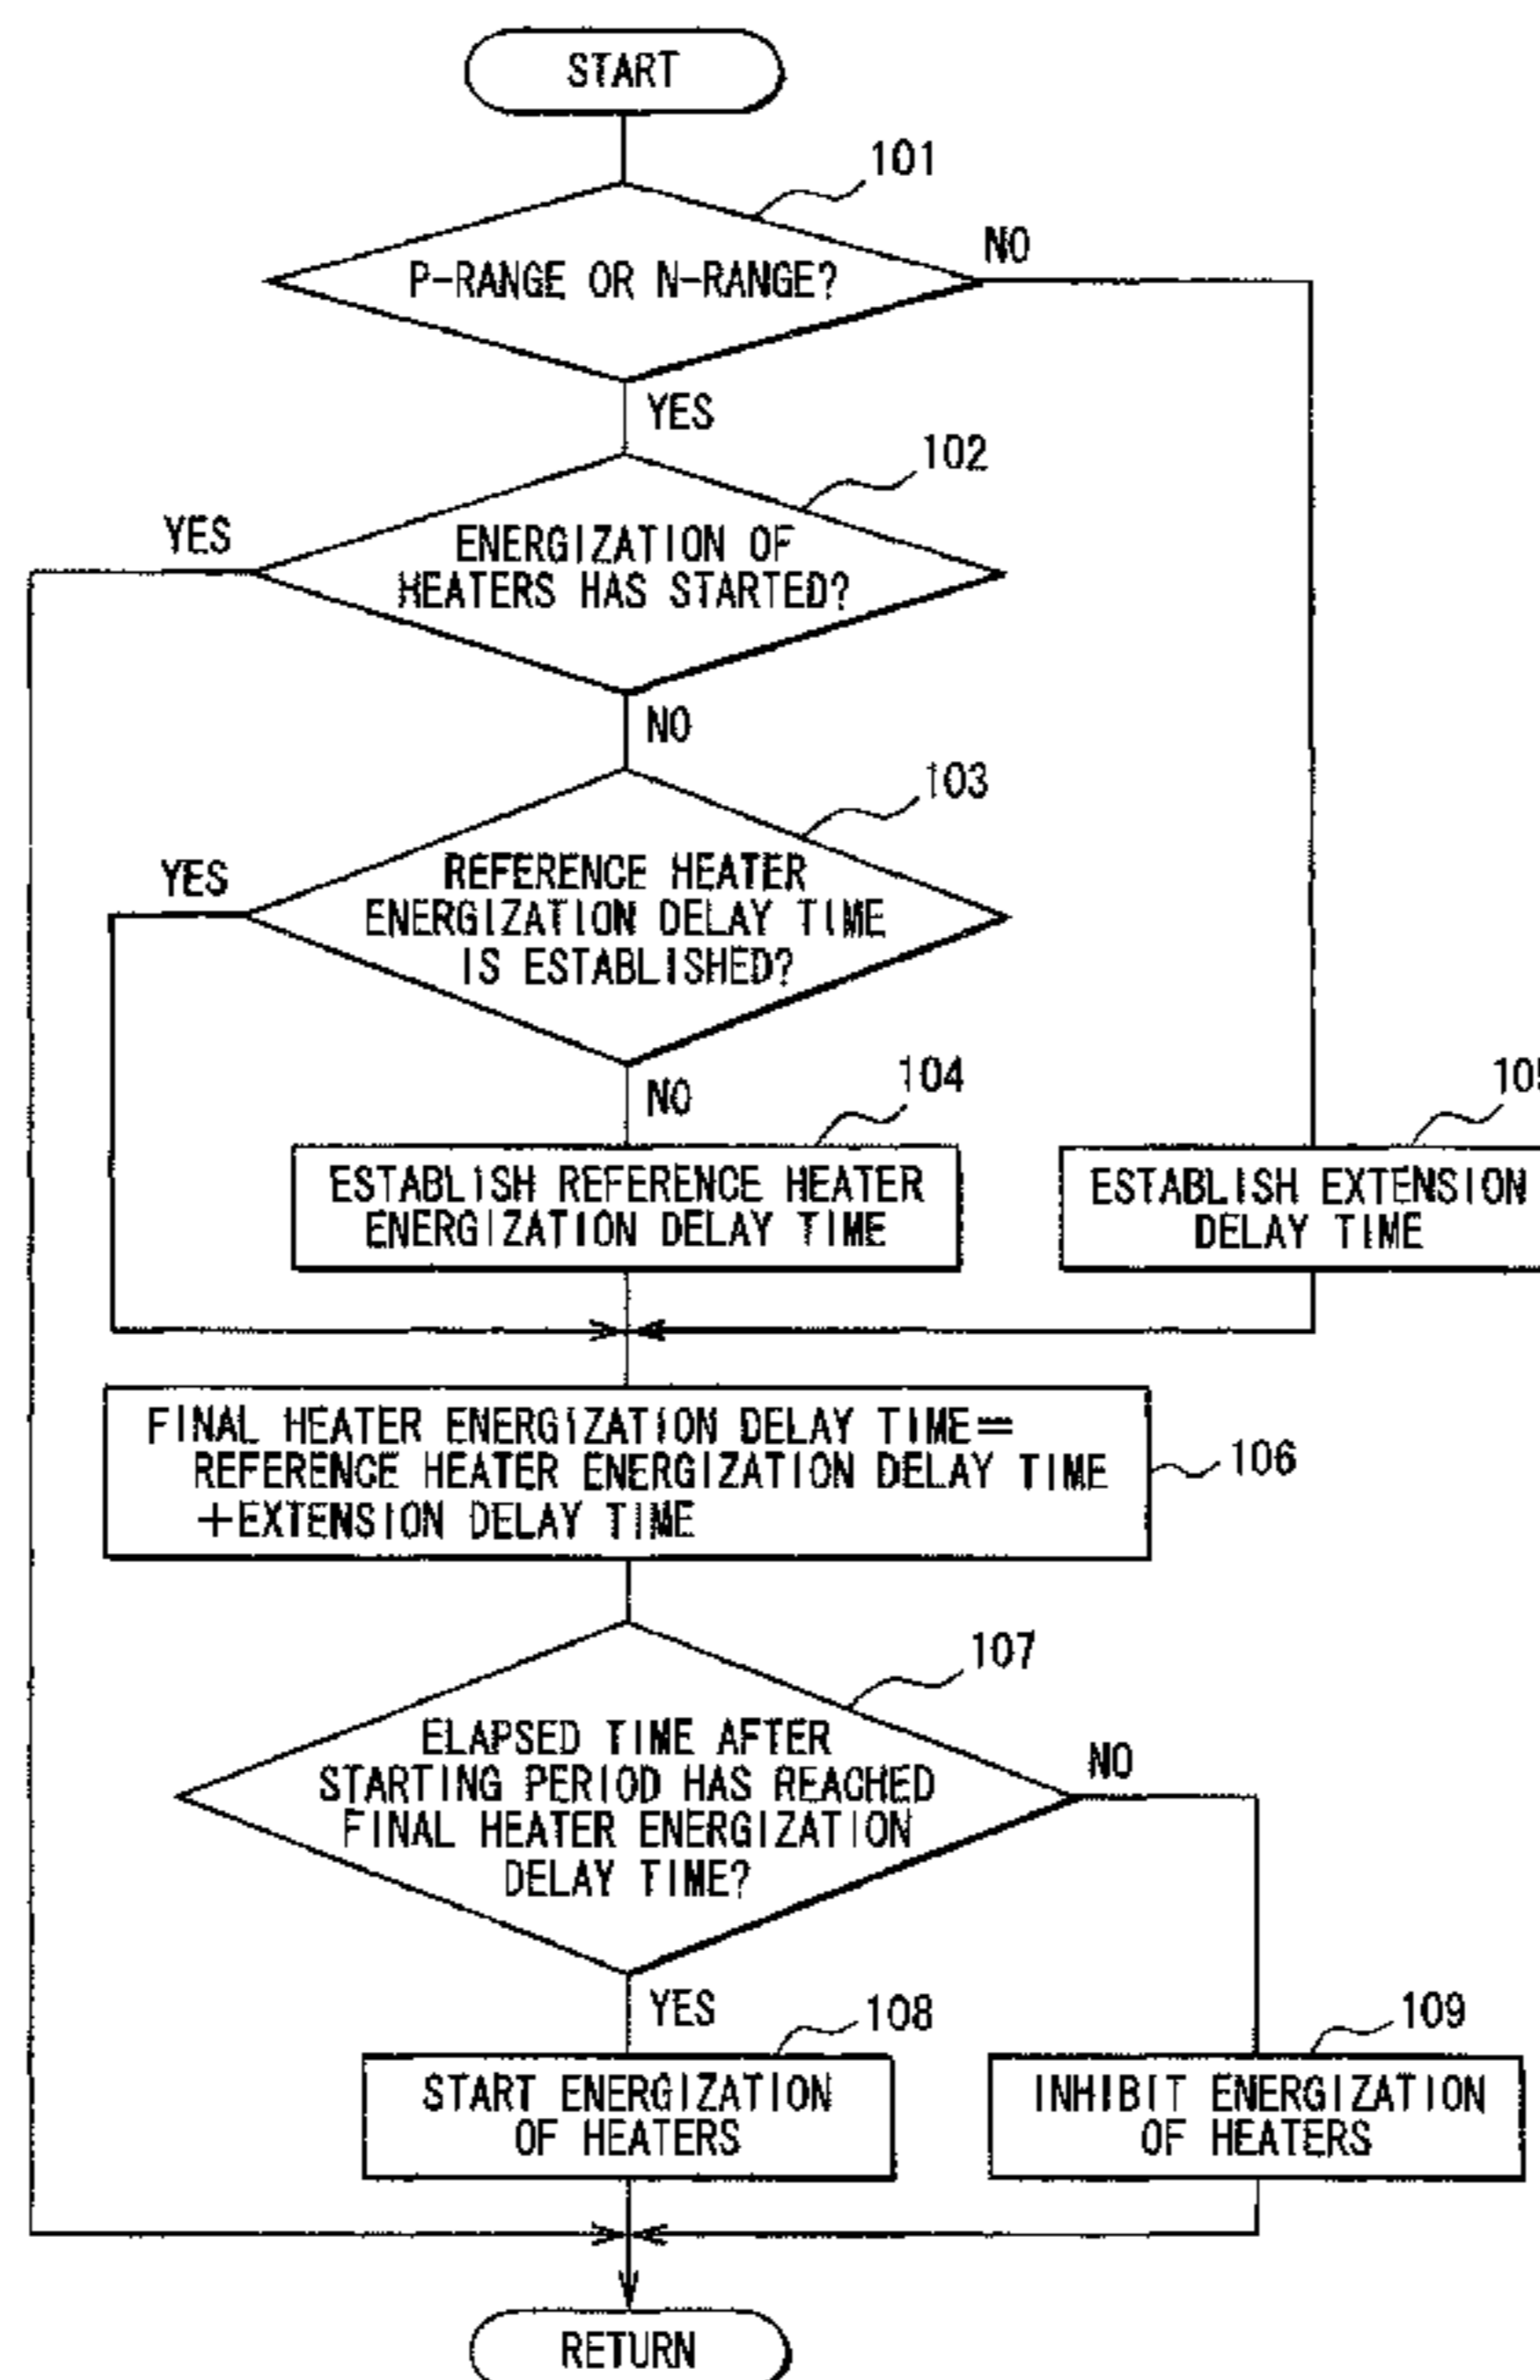 START
101
P-RANGE OR N-RANGE?
NO
YES
102
YES
ENERGIZATION OF
HEATERS HAS STARTED?
NO
103
YES
REFERENCE HEATER
ENERGIZATION DELAY TIME
IS ESTABLISHED?
NO
104
ESTABLISH REFERENCE HEATER
ENERGIZATION DELAY TIME
105
ESTABLISH EXTENSION
DELAY TIME
FINAL HEATER ENERGIZATION DELAY TIME=
REFERENCE HEATER ENERGIZATION DELAY TIME
+EXTENSION DELAY TIME
106
107
ELAPSED TIME AFTER
STARTING PERIOD HAS REACHED
FINAL HEATER ENERGIZATION
DELAY TIME?
NO
YES
108
START ENERGIZATION
OF HEATERS
109
INHIBIT ENERGIZATION
OF HEATERS
RETURN